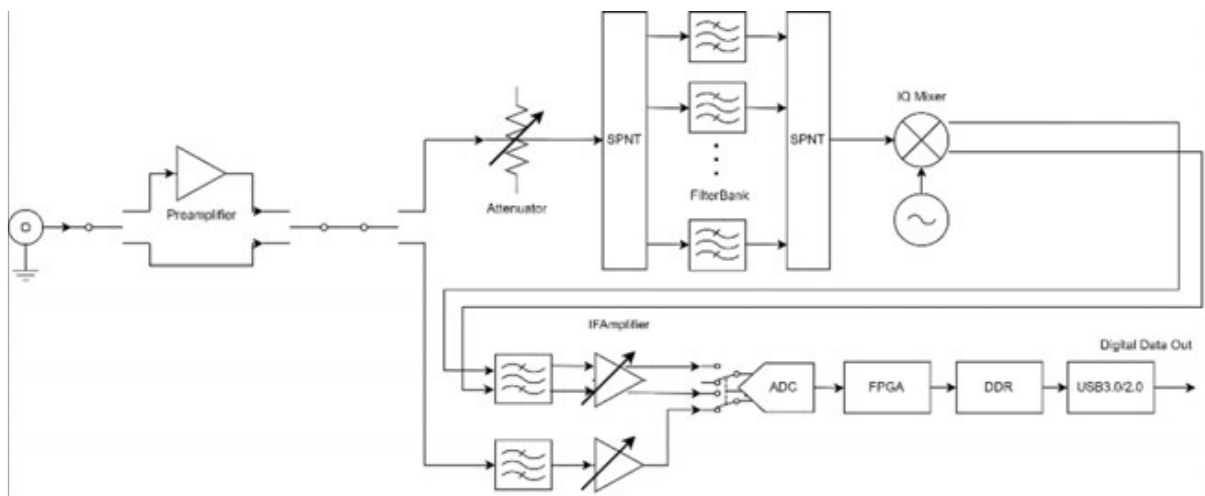 IQ Mixer
SPNT
SPNT
Preamplifier
Attenuator
FilterBank
IFAmplifier
Digital Data Out
ADC
FPGA
DDR
USB3.0/2.0